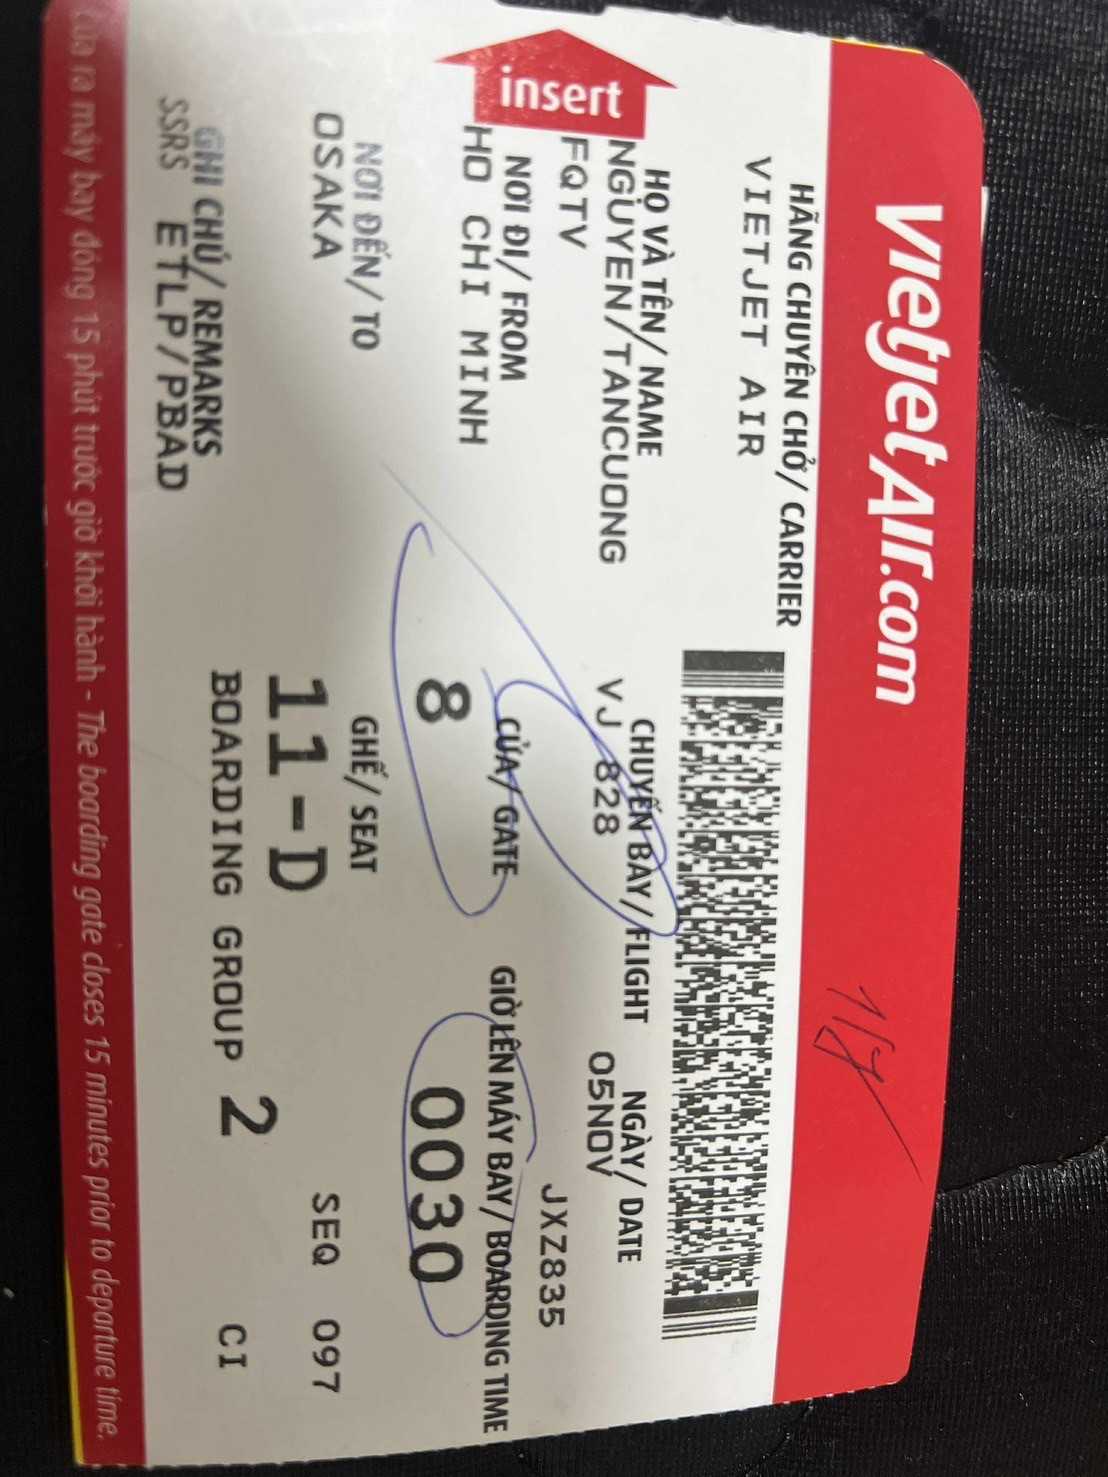 vietjetAir.com
insert
HÃNG CHUYÊN CHỞ/ CARRIER
VIETJET AIR
HỌ VÀ TÊN/ NAME
CHUYẾN BAY/ FLIGHT
NGÀY/ DATE
NGUYEN/TANCUONG
VJ 828
05NOV
FQTV
JXZ835
NƠI ĐI/ FROM
CỬA/ GATE
GIỜ LÊN MÁY BAY/ BOARDING TIME
HO CHI MINH
8
0030
NƠI ĐẾN/ TO
GHẾ/ SEAT
OSAKA
11-D
SEQ 097
GHI CHÚ/ REMARKS
BOARDING GROUP 2
CI
SSRS ETLP/PBAD
Cửa ra máy bay đóng 15 phút trước giờ khởi hành - The boarding gate closes 15 minutes prior to departure time.